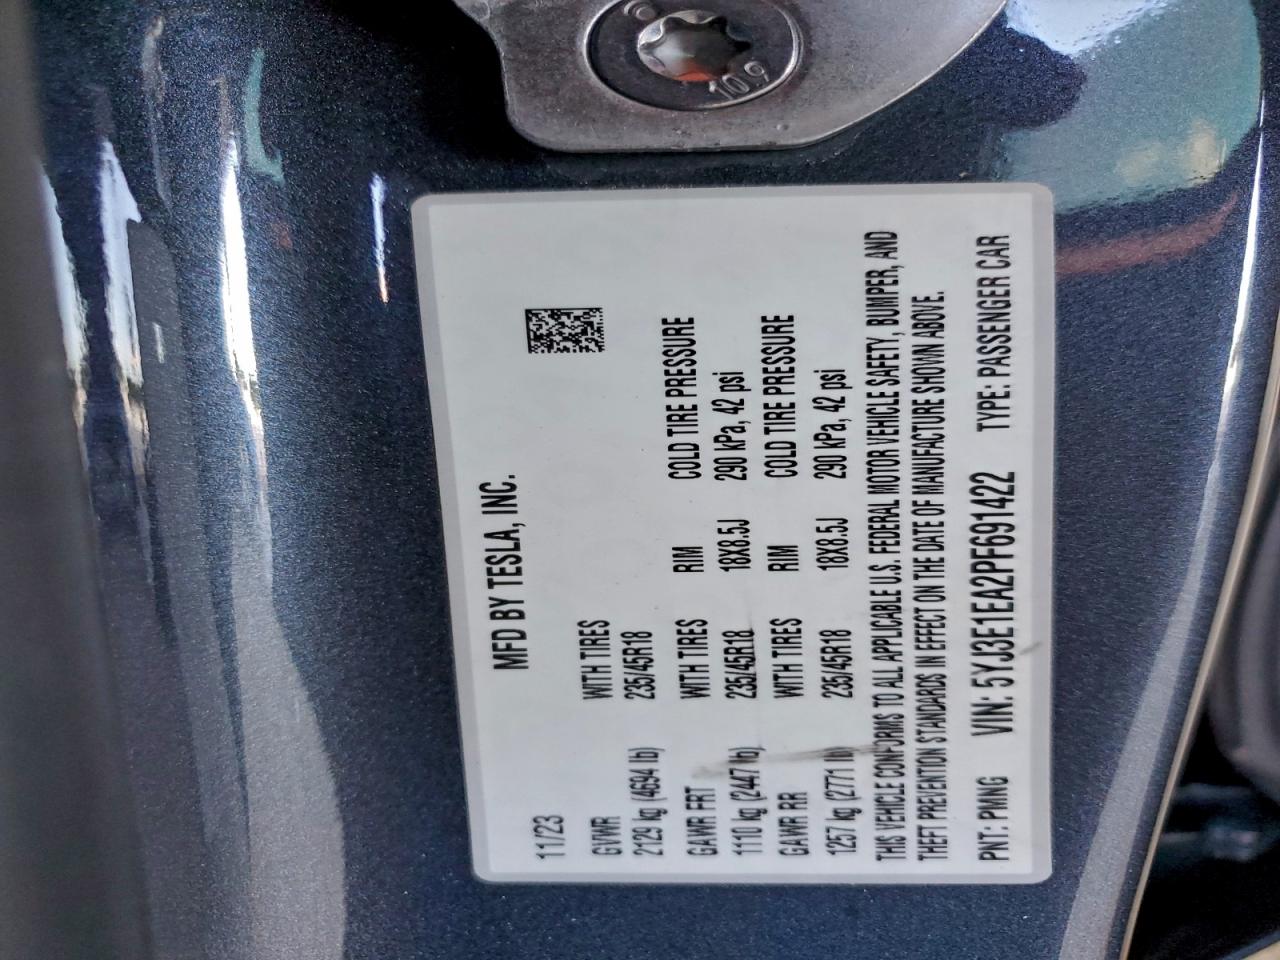 10.9
MFD BY TESLA, INC.
11/23
GVWR WITH TIRES
2129 kg (4694 lb) 235/45R18
GAWR FRT WITH TIRES RIM COLD TIRE PRESSURE
1110 kg (2447 lb) 235/45R18 18X8.5J 290 kPa, 42 psi
GAWR RR WITH TIRES RIM COLD TIRE PRESSURE
1257 kg (2771 lb) 235/45R18 18X8.5J 290 kPa, 42 psi
THIS VEHICLE CONFORMS TO ALL APPLICABLE U.S. FEDERAL MOTOR VEHICLE SAFETY, BUMPER, AND
THEFT PREVENTION STANDARDS IN EFFECT ON THE DATE OF MANUFACTURE SHOWN ABOVE.
PNT: PMNG VIN: 5YJ3E1EA2PF691422 TYPE: PASSENGER CAR